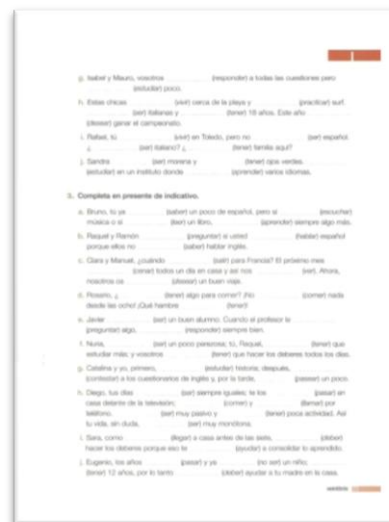 g. Isabel y Mauro, vosotros (responder) a todas las cuestiones pero
(estudiar) poco.
h. Estas chicas (vivir) cerca de la playa y (practicar) surf.
(ser) italianas y (tener) 18 años. Este año
(desear) ganar el campeonato.
i. Rafael, tú (vivir) en Toledo, pero no (ser) español.
¿ (ser) italiano? ¿ (tener) familia aquí?
j. Sandra (ser) morena y (tener) ojos verdes.
(estudiar) en un instituto donde (aprender) varios idiomas.
Completa en presente de indicativo.
a. Bruno, tú ya (saber) un poco de español, pero si (escuchar)
música o si (leer) un libro, (aprender) siempre algo más.
b. Raquel y Ramón (preguntar) si usted (hablar) español
porque ellos no (saber) hablar inglés.
c. Clara y Manuel, ¿cuándo (salir) para Francia? El próximo mes
(cenar) todos un día en casa y así nos (ver). Ahora,
nosotros os (desear) un buen viaje.
d. Rosario, ¿ (tener) algo para comer? ¡No (comer) nada
desde las ocho! ¡Qué hambre (tener)!
e. Javier (ser) un buen alumno. Cuando el profesor le
(preguntar) algo, (responder) siempre bien.
f. Nuria, (ser) un poco perezosa; tú, Raquel, (tener) que
estudiar más; y vosotros (tener) que hacer los deberes todos los días.
g. Catalina y yo, primero, (estudiar) historia; después,
(contestar) a los cuestionarios de inglés y, por la tarde, (pasear) un poco.
h. Diego, tus días (ser) siempre iguales: te los (pasar) en
casa delante de la televisión; (comer) y (llamar) por
teléfono. (ser) muy pasivo y (tener) poca actividad. Así
tu vida, sin duda, (ser) muy monótona.
i. Sara, como (llegar) a casa antes de las seis, (deber)
hacer los deberes porque eso te (ayudar) a consolidar lo aprendido.
j. Eugenio, los años (pasar) y ya (no ser) un niño;
(tener) 12 años, por lo tanto (deber) ayudar a tu madre en la casa.